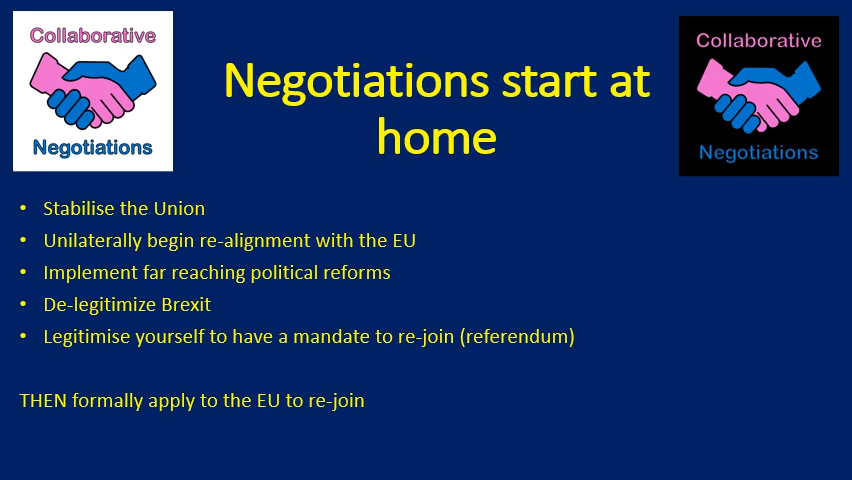 Collaborative
Negotiations
Negotiations start at
home
Collaborative
Negotiations
• Stabilise the Union
• Unilaterally begin re-alignment with the EU
• Implement far reaching political reforms
• De-legitimize Brexit
• Legitimise yourself to have a mandate to re-join (referendum)
THEN formally apply to the EU to re-join